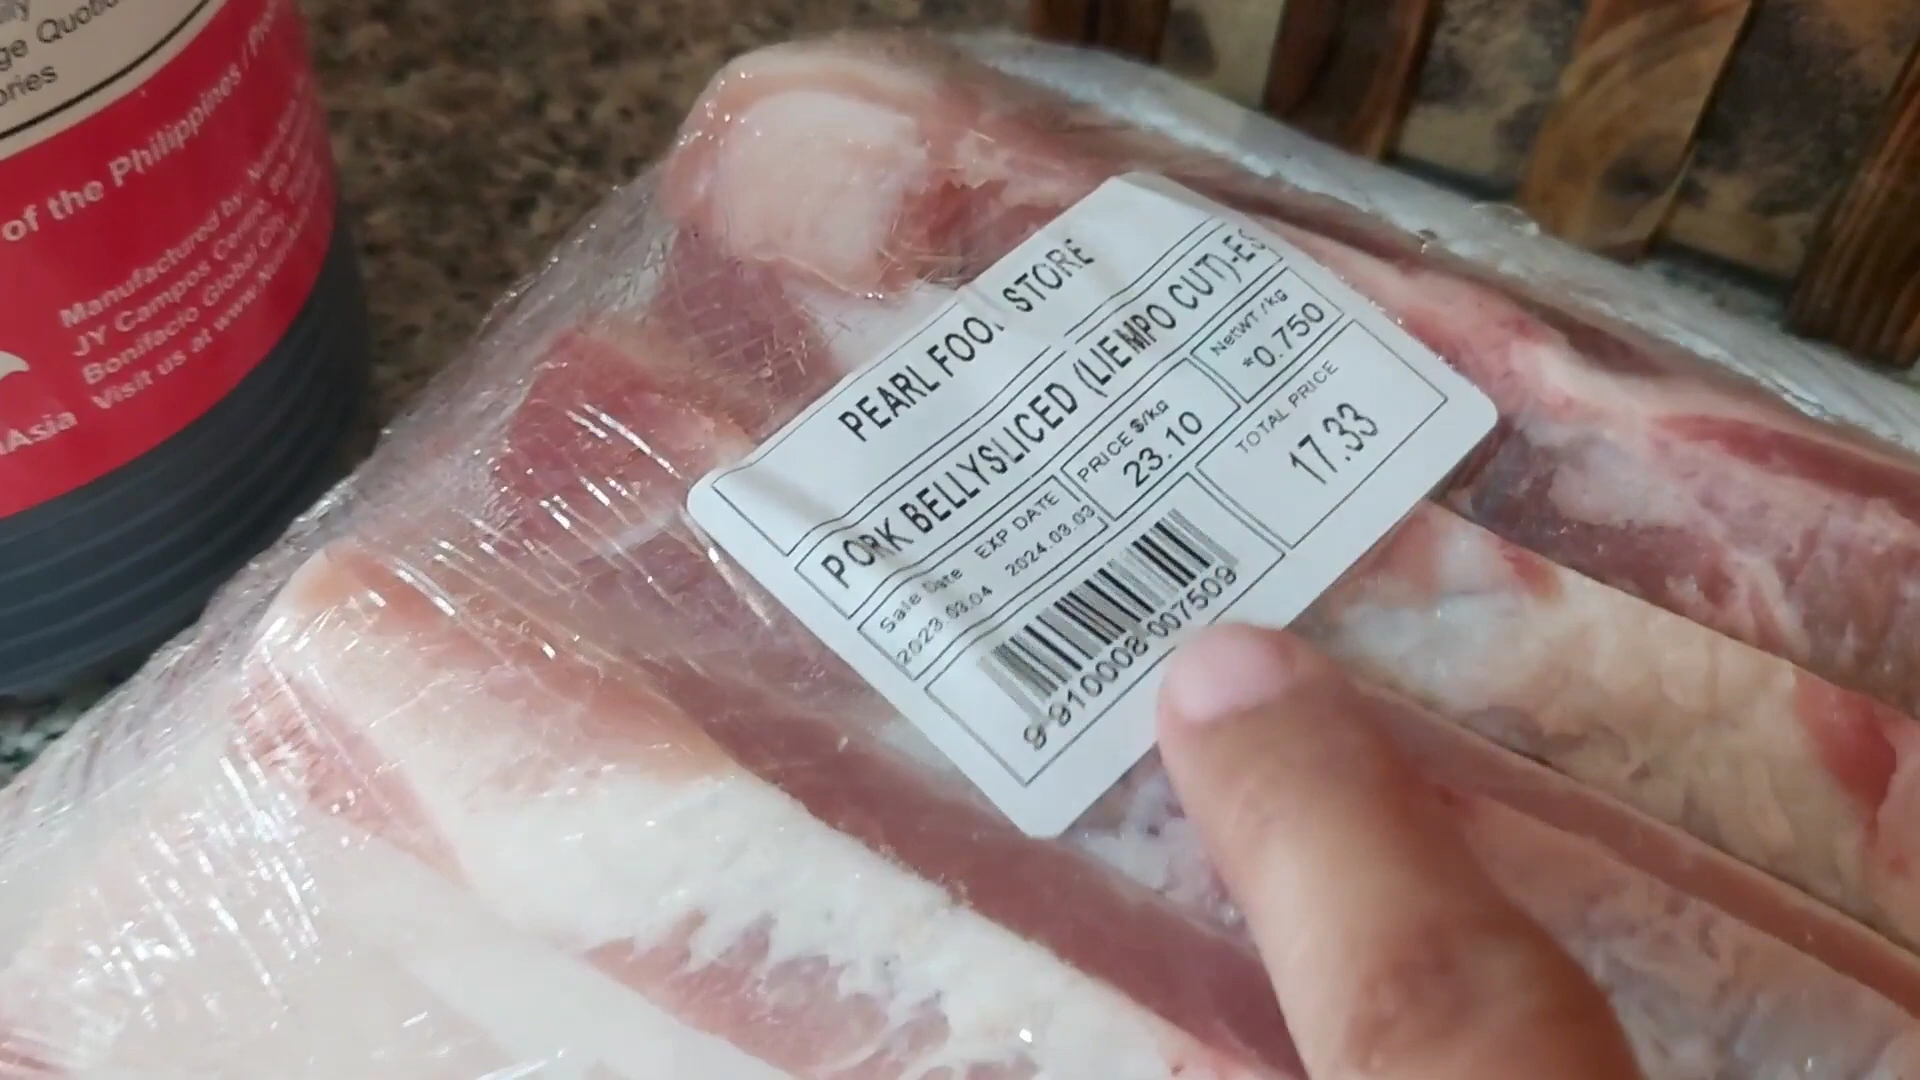 of the Philippines
Manufactured by:
JY Campos Centre,
Bonifacio Global City,
Visit us at www.
Asia
PEARL FOO STORE
PORK BELLYSLICED (LIEMPO CUT)-ES
Sale Date EXP DATE PRICE $/kg NetWT /kg
2023.03.04 2024.03.03 23.10 *0.750
TOTAL PRICE
17.33
9-910008-007509